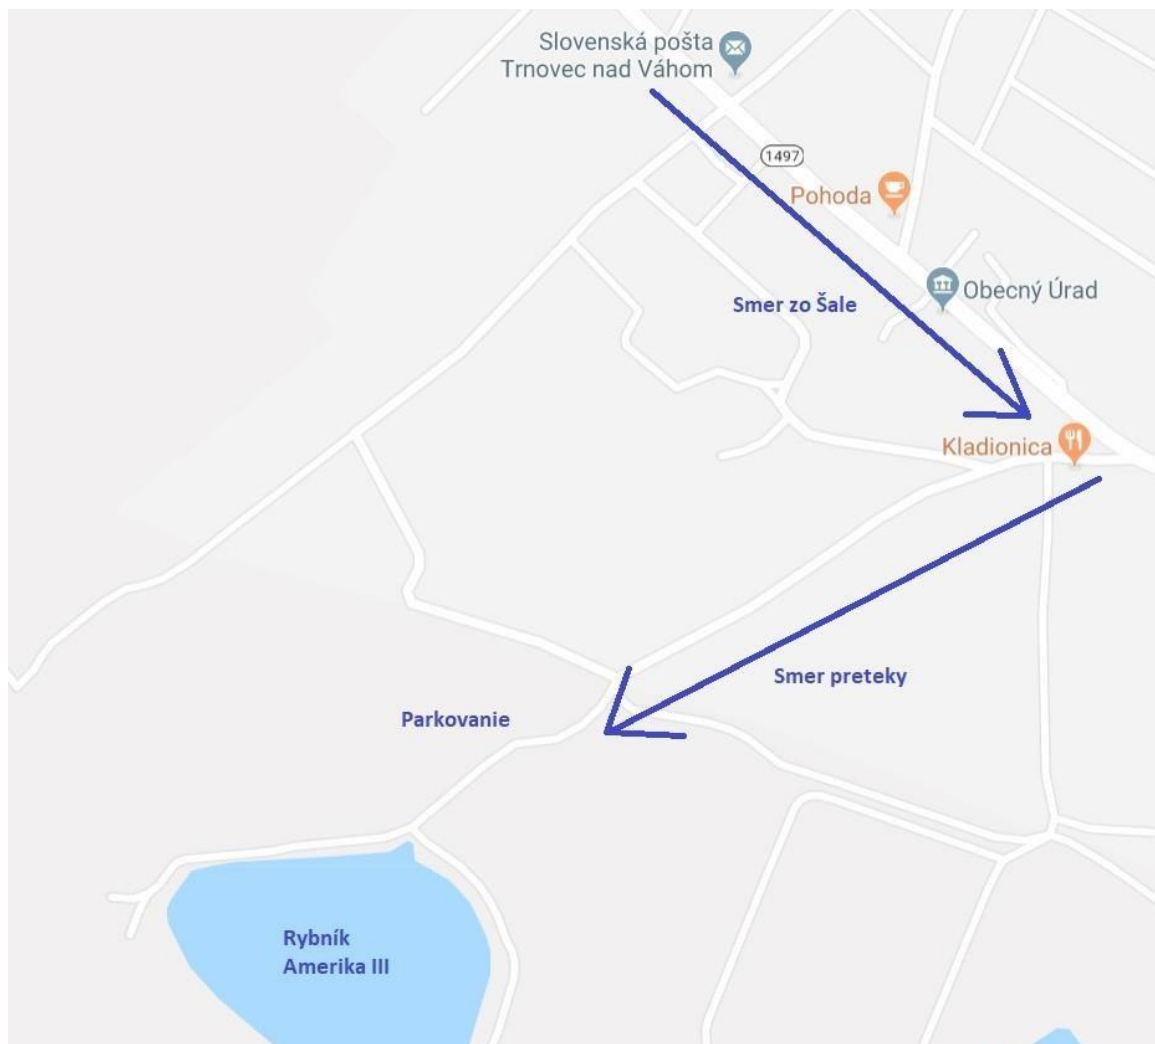 Slovenská pošta
Trnovec nad Váhom
1497
Pohoda
Obecný Úrad
Smer zo Šale
Kladionica
Smer preteky
Parkovanie
Rybník
Amerika III